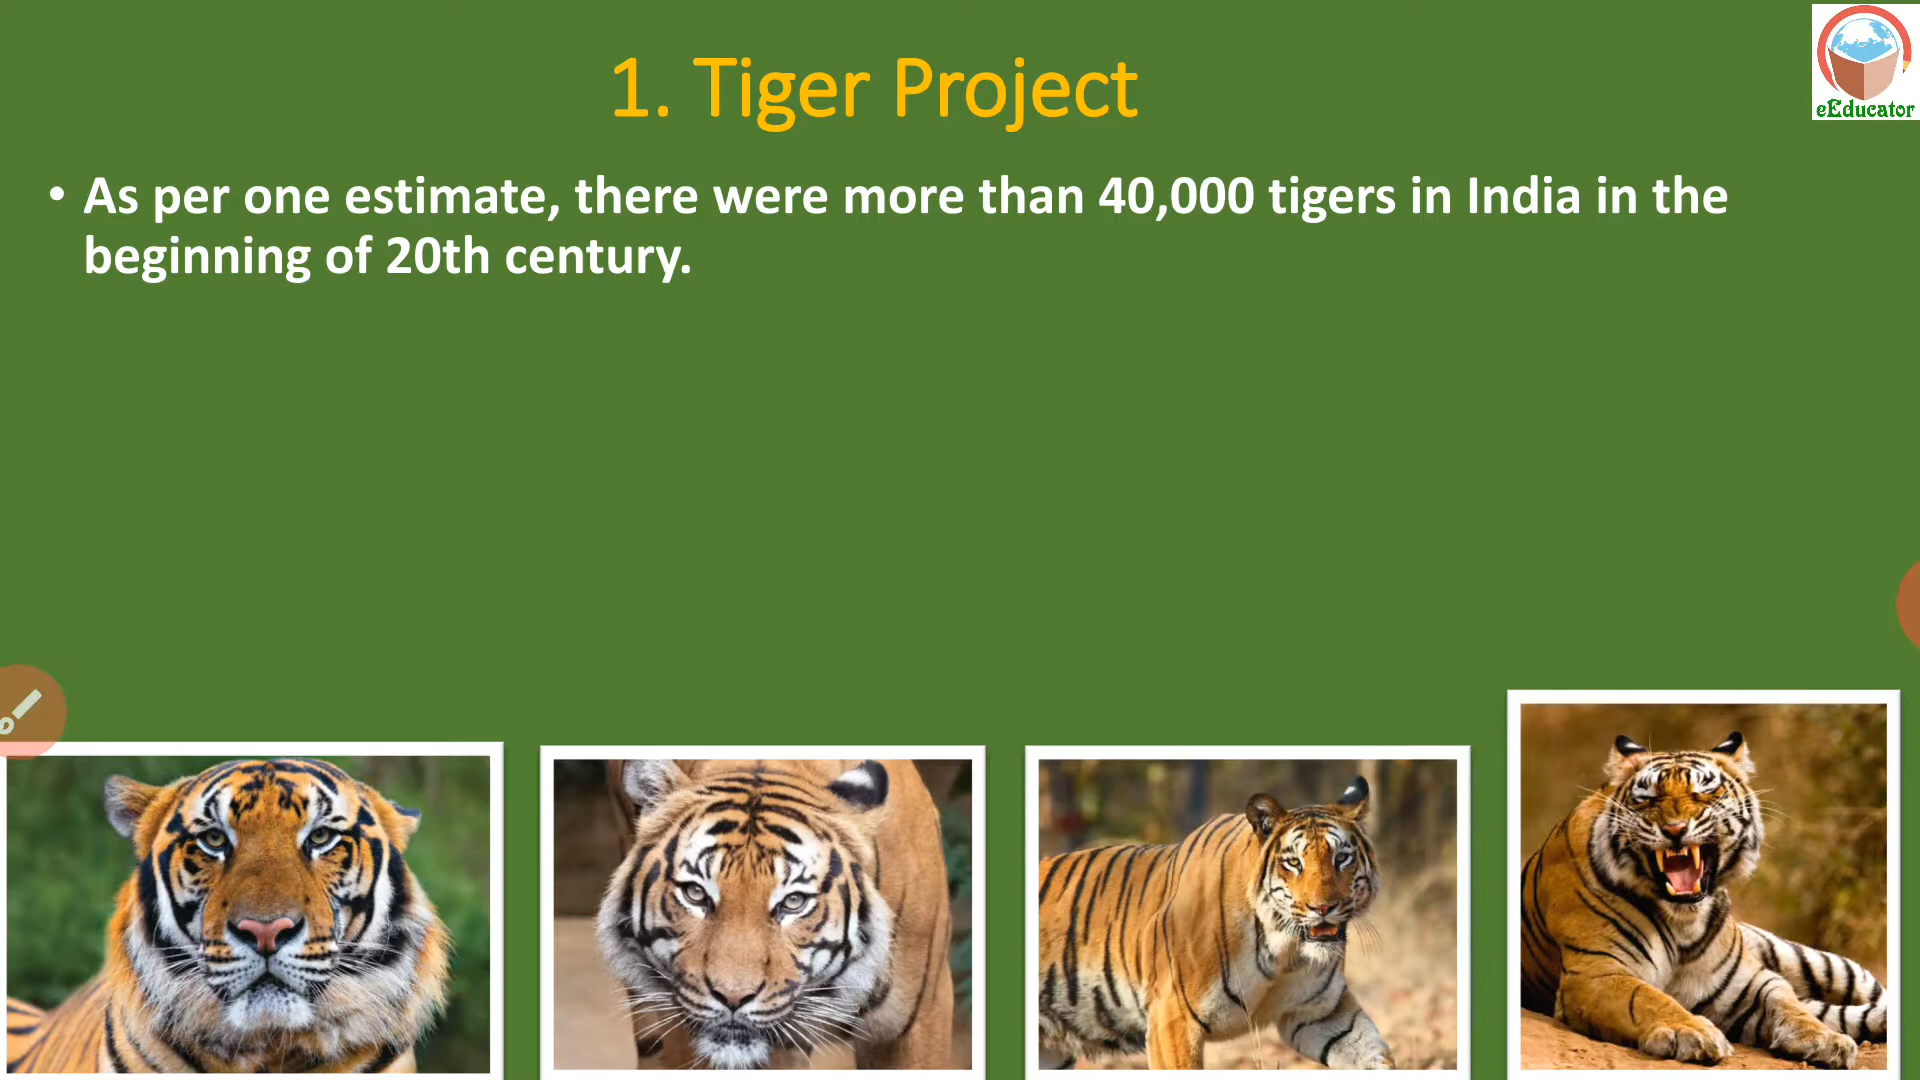 1. Tiger Project
eEducator
• As per one estimate, there were more than 40,000 tigers in India in the
beginning of 20th century.